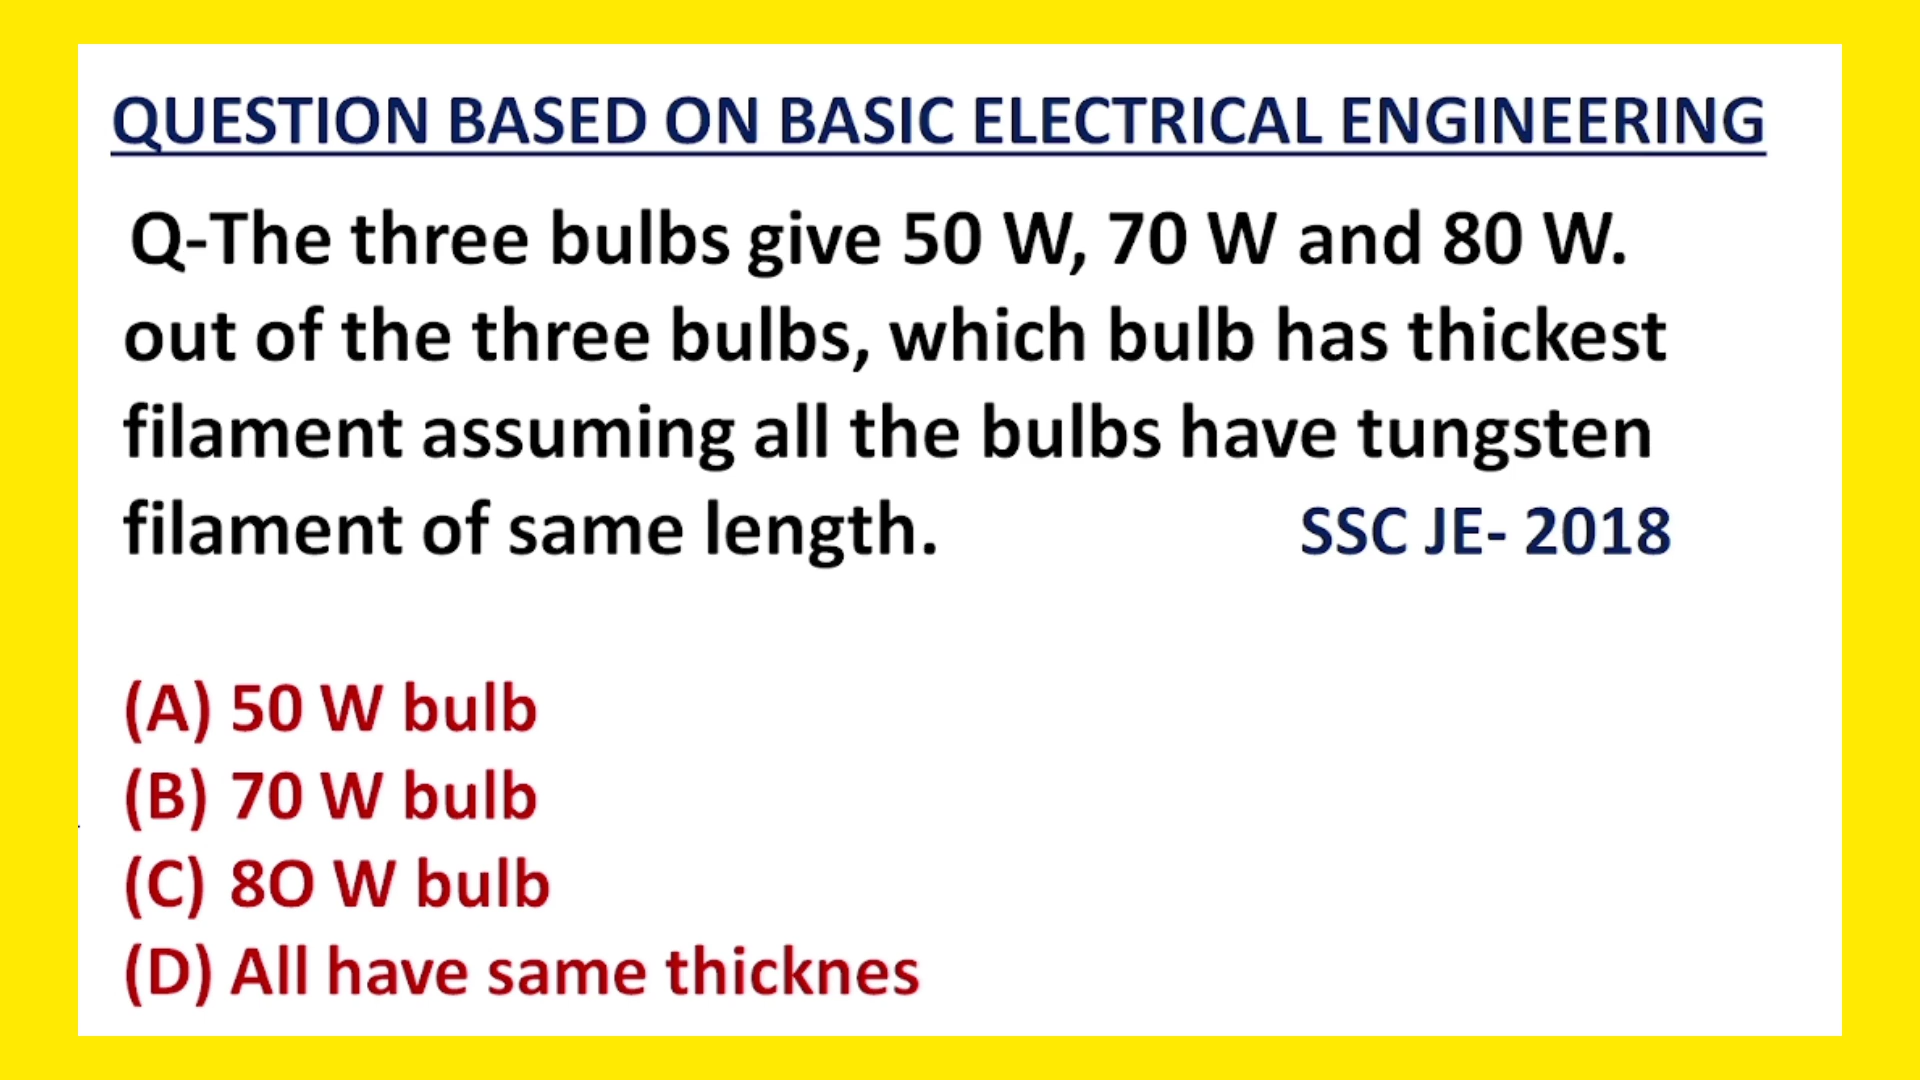 QUESTION BASED ON BASIC ELECTRICAL ENGINEERING
Q-The three bulbs give 50 W, 70 W and 80 W.
out of the three bulbs, which bulb has thickest
filament assuming all the bulbs have tungsten
filament of same length. SSC JE- 2018
(A) 50 W bulb
(B) 70 W bulb
(C) 8O W bulb
(D) All have same thicknes